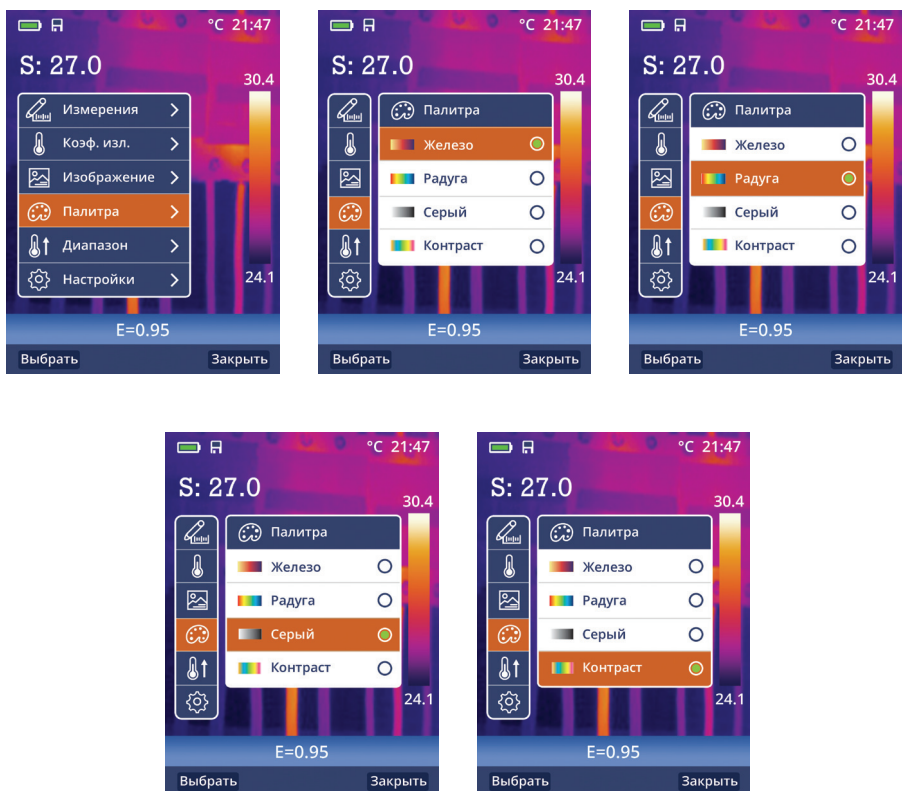 °C 21:47
S: 27.0
30.4
Измерения
Коэф. изл.
Изображение
Палитра
Диапазон
Настройки
24.1
E=0.95
Выбрать Закрыть
°C 21:47
S: 27.0
30.4
Палитра
Железо
Радуга
Серый
Контраст
24.1
E=0.95
Выбрать Закрыть
°C 21:47
S: 27.0
30.4
Палитра
Железо
Радуга
Серый
Контраст
24.1
E=0.95
Выбрать Закрыть
°C 21:47
S: 27.0
30.4
Палитра
Железо
Радуга
Серый
Контраст
24.1
E=0.95
Выбрать Закрыть
°C 21:47
S: 27.0
30.4
Палитра
Железо
Радуга
Серый
Контраст
24.1
E=0.95
Выбрать Закрыть